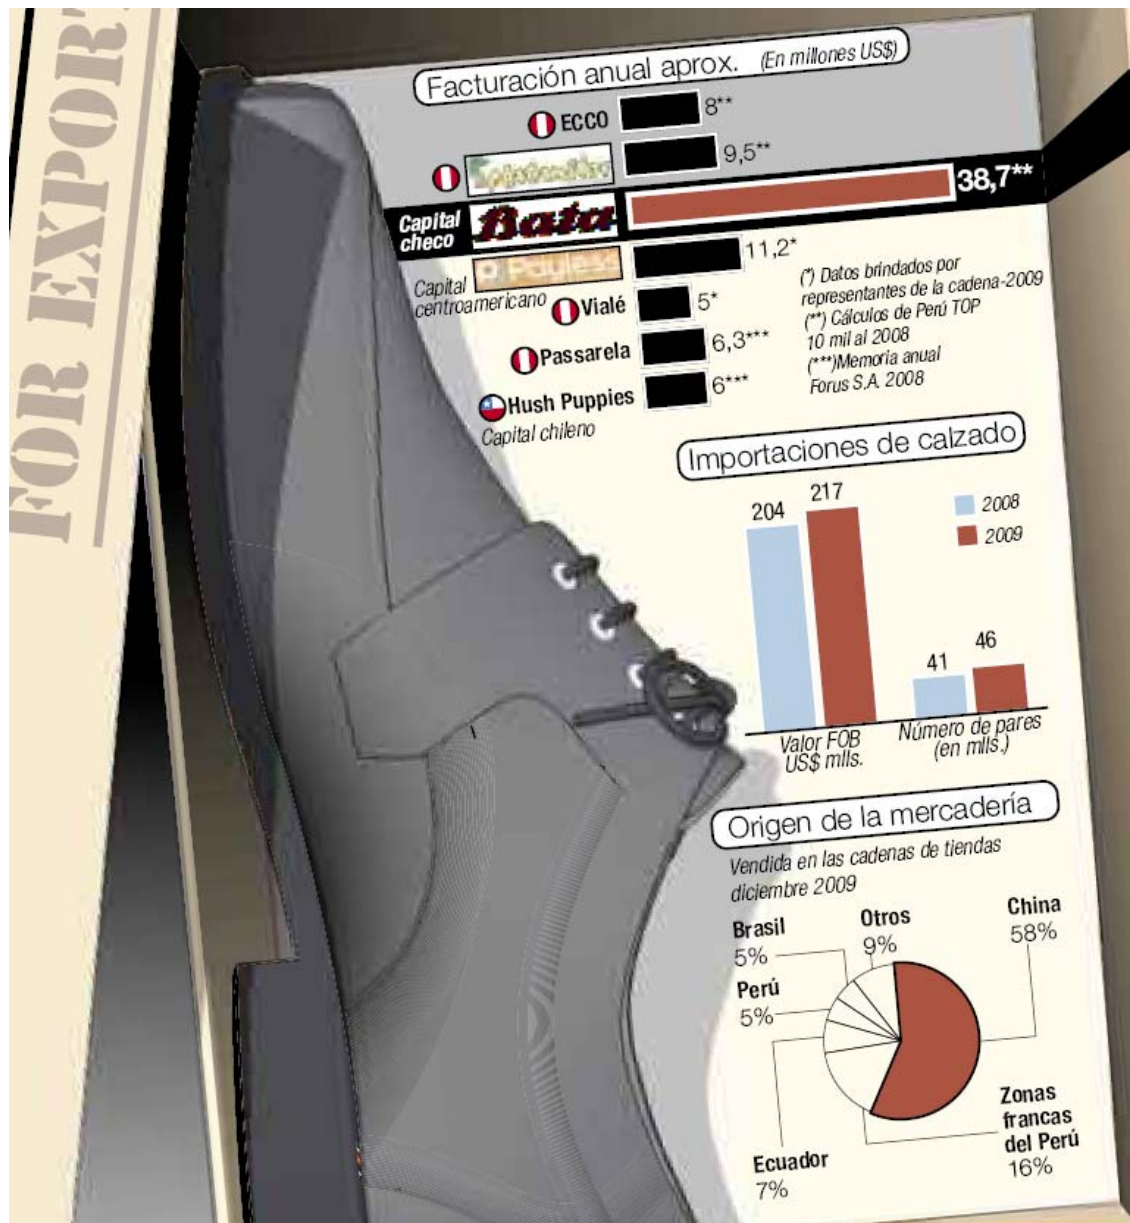 FOR EXPORT
Facturación anual aprox. (En millones US$)
ECCO
8**
9,5**
Capital
checo
Bata
38,7**
Payless
11,2*
Capital
centroamericano
Vialé
5*
Passarela
6,3***
Hush Puppies
6***
Capital chileno
(*) Datos brindados por
representantes de la cadena-2009
(**) Cálculos de Perú TOP
10 mil al 2008
(***)Memoria anual
Forus S.A. 2008
Importaciones de calzado
204
217
2008
2009
41
46
Valor FOB
US$ mlls.
Número de pares
(en mlls.)
Origen de la mercadería
Vendida en las cadenas de tiendas
diciembre 2009
Brasil
5%
Otros
9%
China
58%
Perú
5%
Ecuador
7%
Zonas
francas
del Perú
16%